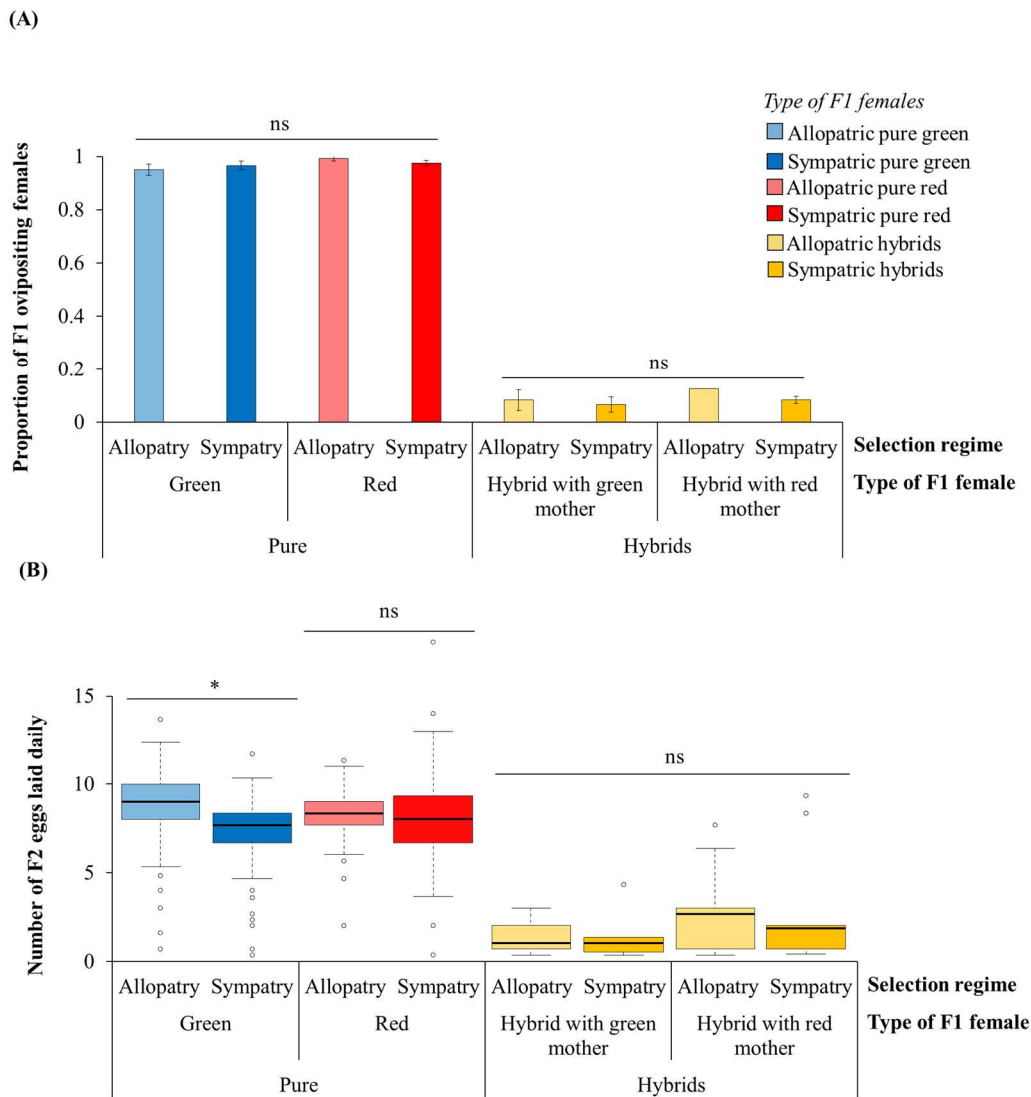 (A)
Type of F1 females
Allopatric pure green
Sympatric pure green
Allopatric pure red
Sympatric pure red
Allopatric hybrids
Sympatric hybrids
ns
ns
Proportion of F1 ovipositing females
1
0.8
0.6
0.4
0.2
0
Allopatry Sympatry Allopatry Sympatry Allopatry Sympatry Allopatry Sympatry Selection regime
Green Red Hybrid with green Hybrid with red Type of F1 female
mother mother
Pure Hybrids
(B)
ns
*
ns
Number of F2 eggs laid daily
15
10
5
0
Allopatry Sympatry Allopatry Sympatry Allopatry Sympatry Allopatry Sympatry Selection regime
Green Red Hybrid with green Hybrid with red Type of F1 female
mother mother
Pure Hybrids